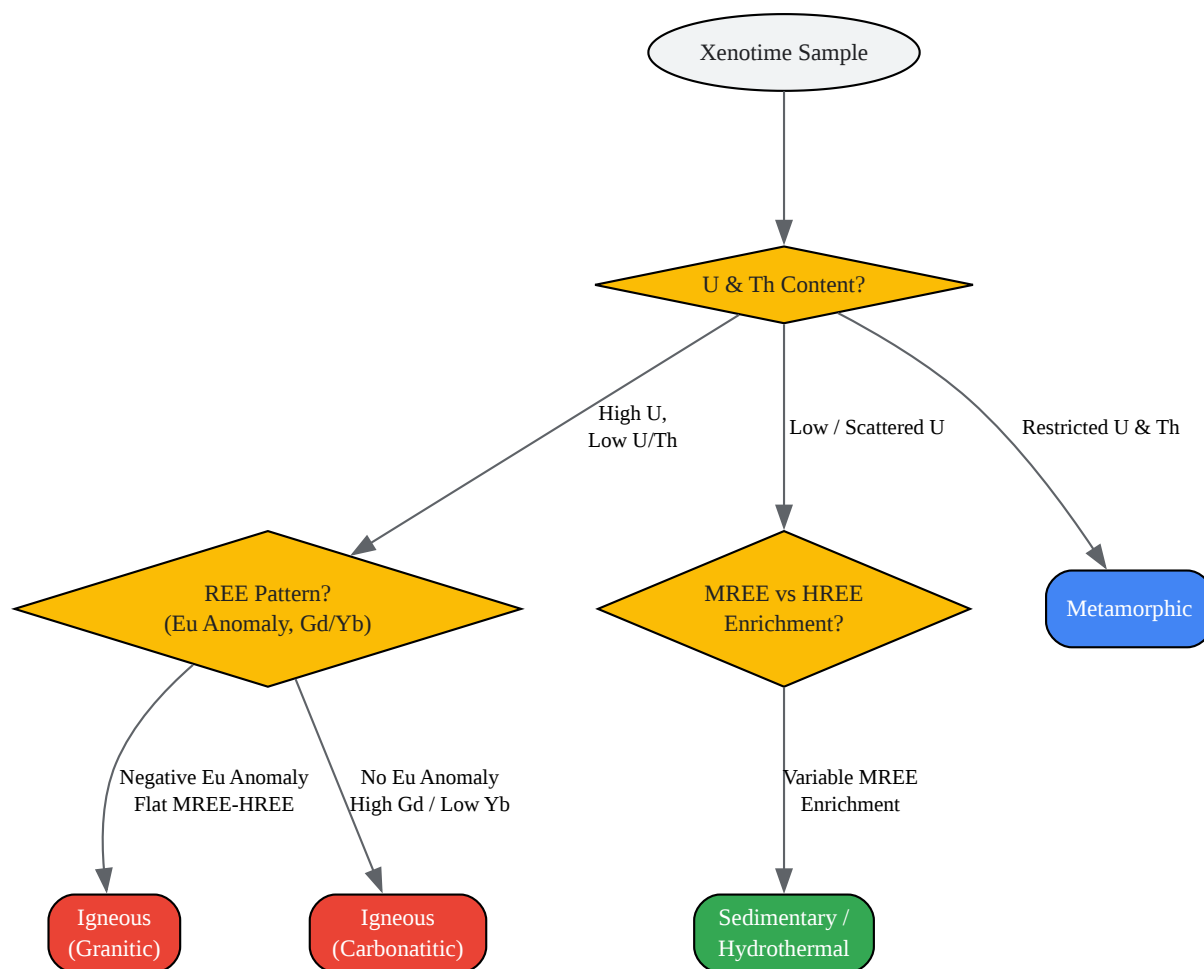 Xenotime Sample
U & Th Content?
High U,
Low U/Th
Low / Scattered U
Restricted U & Th
REE Pattern?
(Eu Anomaly, Gd/Yb)
MREE vs HREE
Enrichment?
Metamorphic
Negative Eu Anomaly
Flat MREE-HREE
No Eu Anomaly
High Gd / Low Yb
Variable MREE
Enrichment
Igneous
(Granitic)
Igneous
(Carbonatitic)
Sedimentary /
Hydrothermal